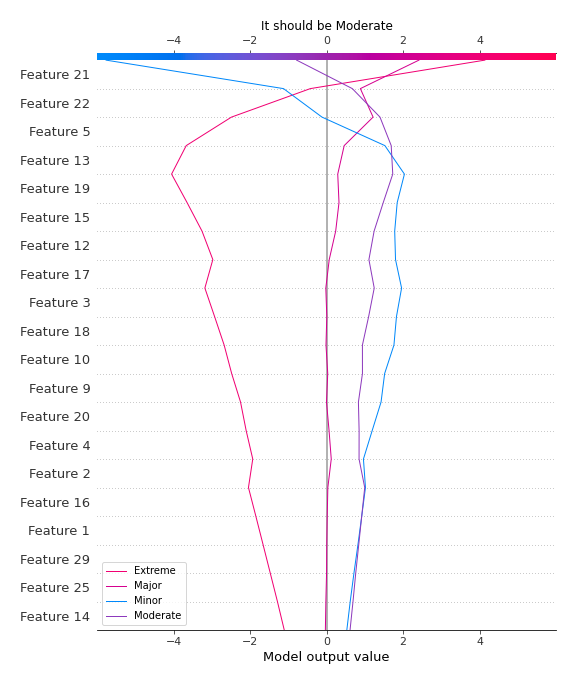 It should be Moderate
−4 −2 0 2 4
Feature 21
Feature 22
Feature 5
Feature 13
Feature 19
Feature 15
Feature 12
Feature 17
Feature 3
Feature 18
Feature 10
Feature 9
Feature 20
Feature 4
Feature 2
Feature 16
Feature 1
Feature 29
Feature 25
Feature 14
Extreme
Major
Minor
Moderate
−4 −2 0 2 4
Model output value